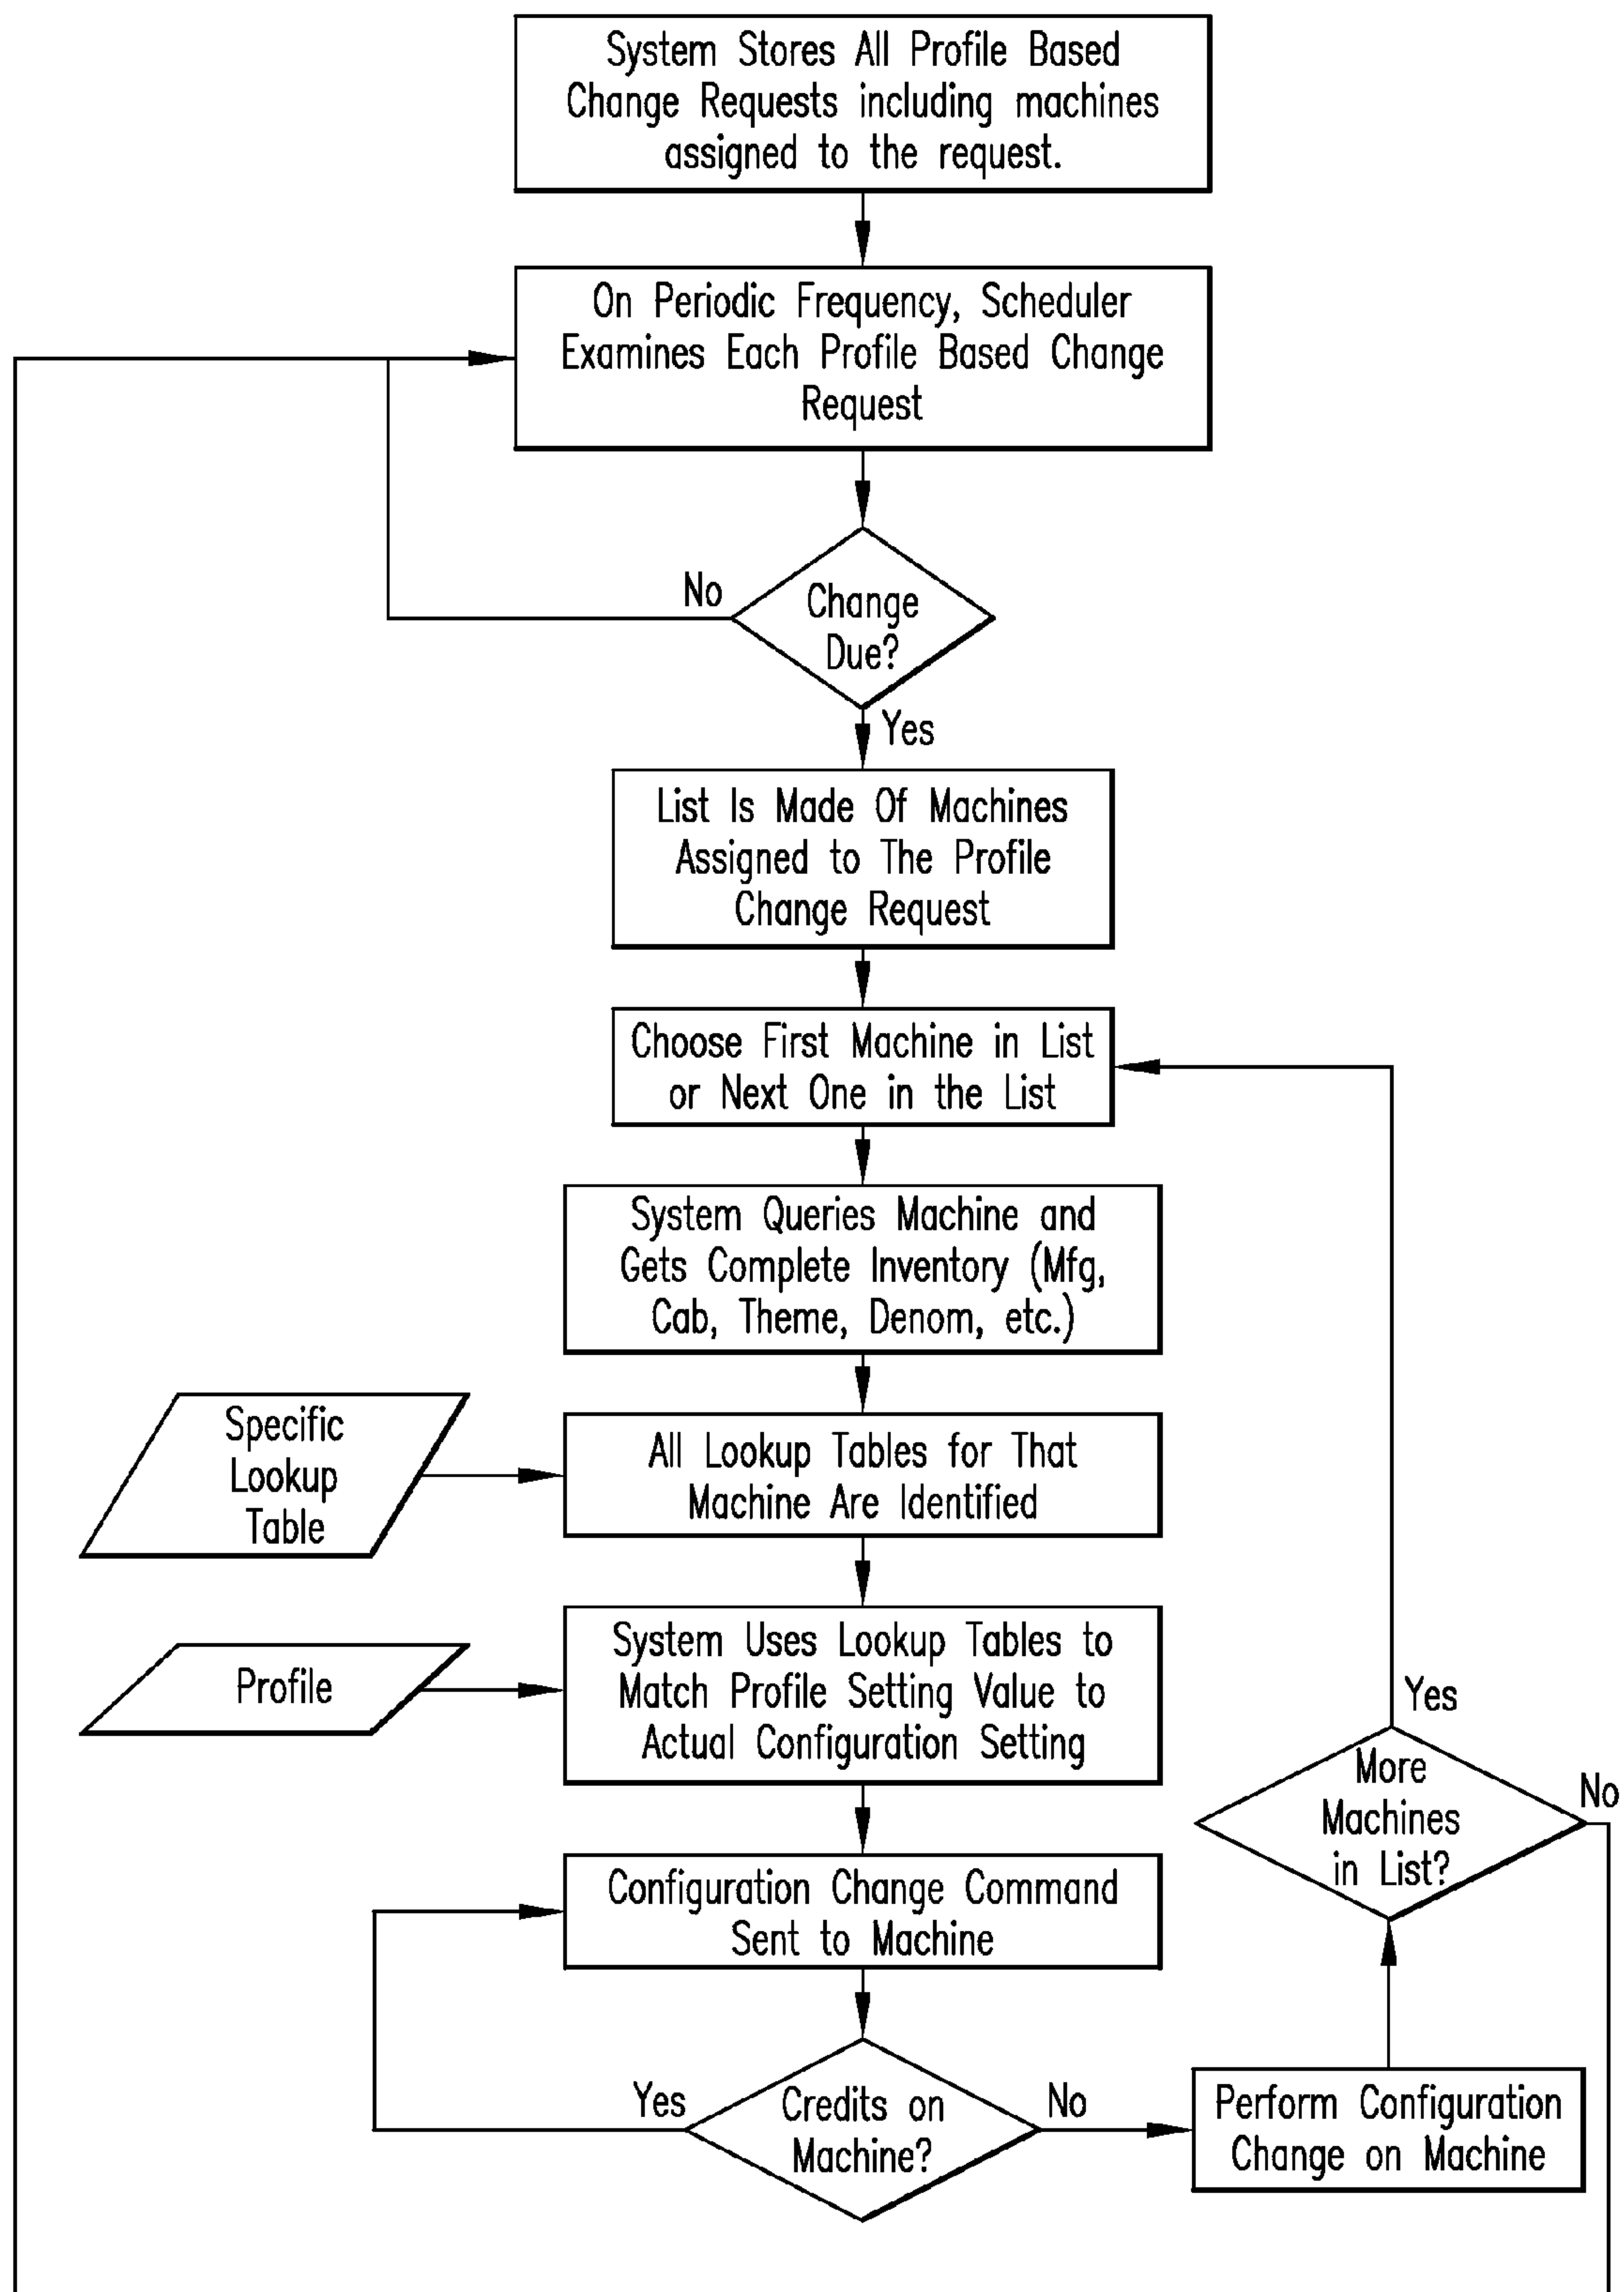 System Stores All Profile Based
Change Requests including machines
assigned to the request.
On Periodic Frequency, Scheduler
Examines Each Profile Based Change
Request
No
Change
Due?
Yes
List Is Made Of Machines
Assigned to The Profile
Change Request
Choose First Machine in List
or Next One in the List
System Queries Machine and
Gets Complete Inventory (Mfg,
Cab, Theme, Denom, etc.)
Specific
Lookup
Table
All Lookup Tables for That
Machine Are Identified
Profile
System Uses Lookup Tables to
Match Profile Setting Value to
Actual Configuration Setting
Yes
More
Machines
in List?
No
Configuration Change Command
Sent to Machine
Yes
Credits on
Machine?
No
Perform Configuration
Change on Machine